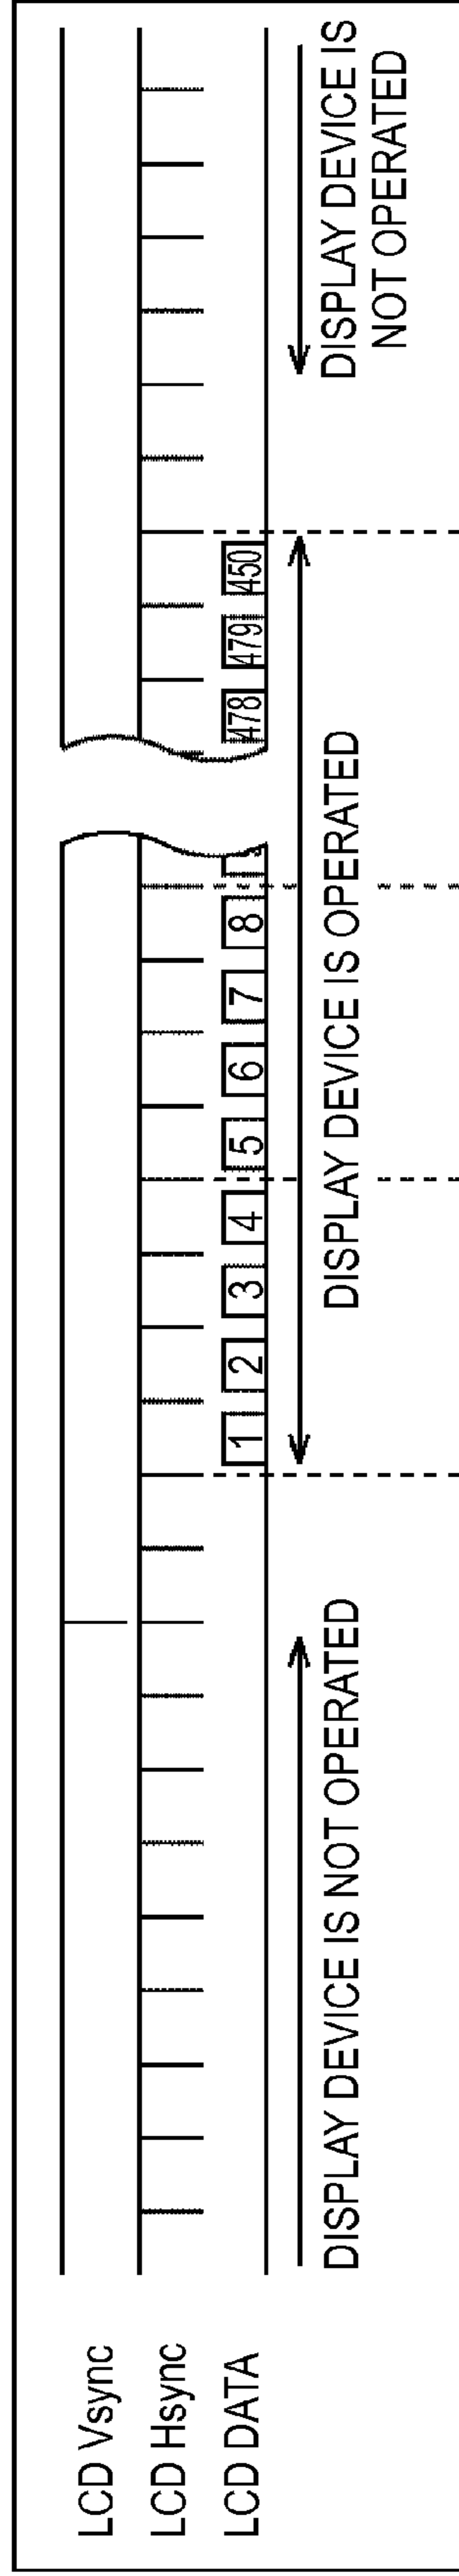 LCD Vsync
LCD Hsync
LCD DATA
1 2 3 4 5 6 7 8 478 479 450
DISPLAY DEVICE IS NOT OPERATED
DISPLAY DEVICE IS OPERATED
DISPLAY DEVICE IS
NOT OPERATED